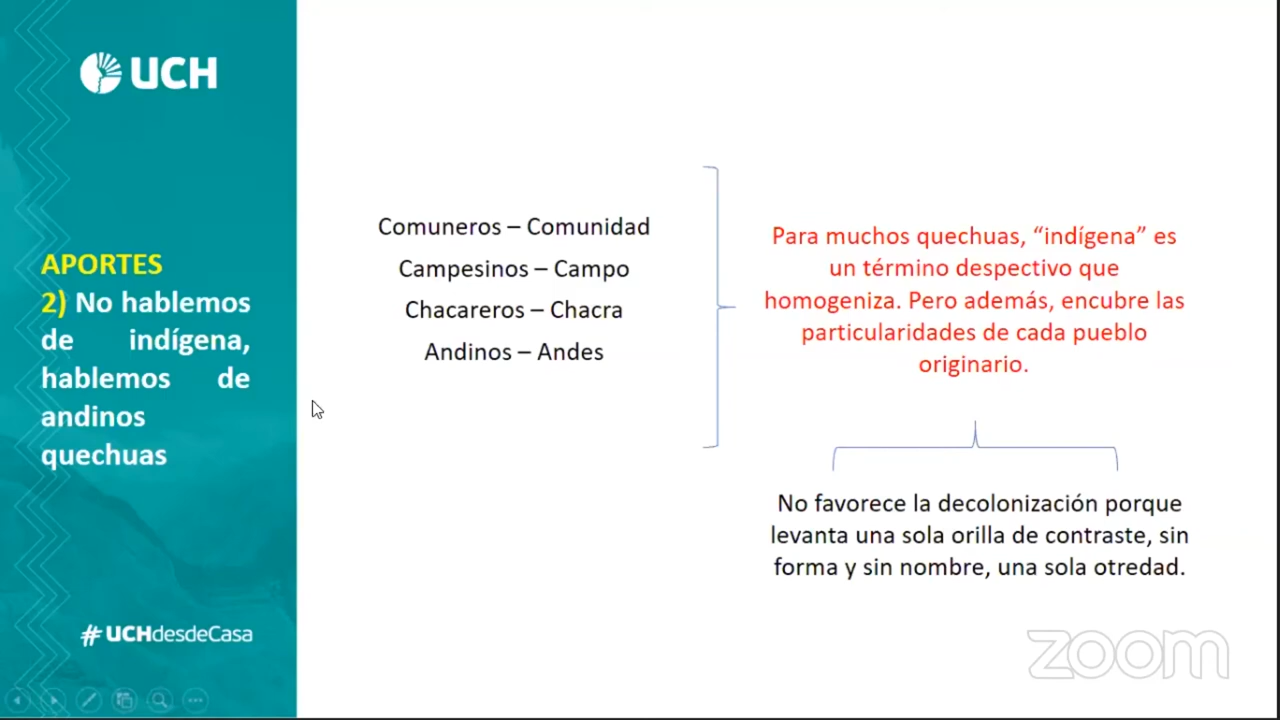 UCH
APORTES
2) No hablemos
de indígena,
hablemos de
andinos
quechuas
#UCHdesdeCasa
Comuneros – Comunidad
Campesinos – Campo
Chacareros – Chacra
Andinos – Andes
Para muchos quechuas, “indígena” es
un término despectivo que
homogeniza. Pero además, encubre las
particularidades de cada pueblo
originario.
No favorece la decolonización porque
levanta una sola orilla de contraste, sin
forma y sin nombre, una sola otredad.
zoom